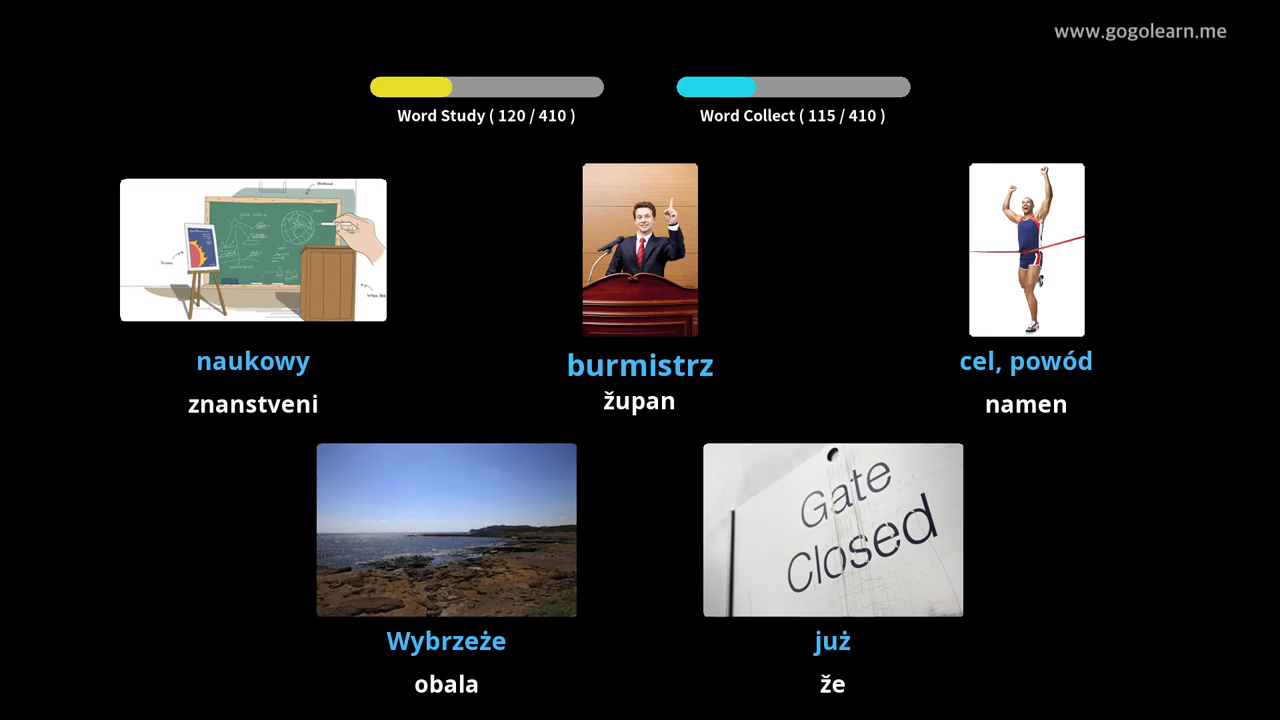 www.gogolearn.me
Word Study ( 120 / 410 )
Word Collect ( 115 / 410 )
naukowy
znanstveni
burmistrz
župan
cel, powód
namen
Gate
Closed
Wybrzeże
obala
już
že